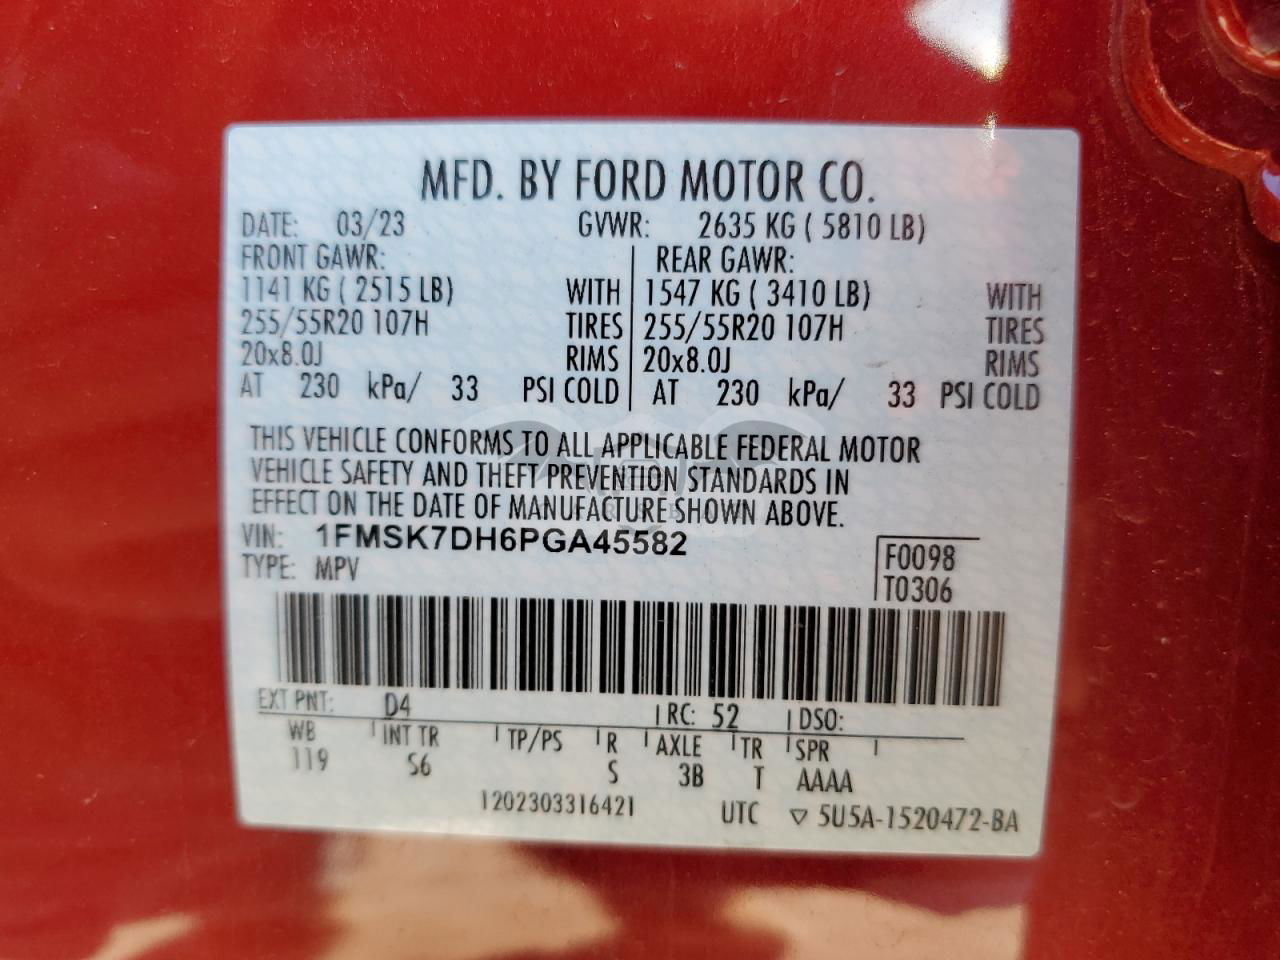 MFD. BY FORD MOTOR CO.
DATE: 03/23 GVWR: 2635 KG ( 5810 LB)
FRONT GAWR: REAR GAWR:
1141 KG ( 2515 LB) WITH 1547 KG ( 3410 LB) WITH
255/55R20 107H TIRES 255/55R20 107H TIRES
20x8.0J RIMS 20x8.0J RIMS
AT 230 kPa/ 33 PSI COLD AT 230 kPa/ 33 PSI COLD
THIS VEHICLE CONFORMS TO ALL APPLICABLE FEDERAL MOTOR
VEHICLE SAFETY AND THEFT PREVENTION STANDARDS IN
EFFECT ON THE DATE OF MANUFACTURE SHOWN ABOVE.
VIN: 1FMSK7DH6PGA45582
F0098
TYPE: MPV
T0306
EXT PNT: D4 RC: 52 DSO:
WB INT TR TP/PS R AXLE TR SPR
119 S6 S 3B T AAAA
1202303316421 UTC ▽ 5U5A-1520472-BA